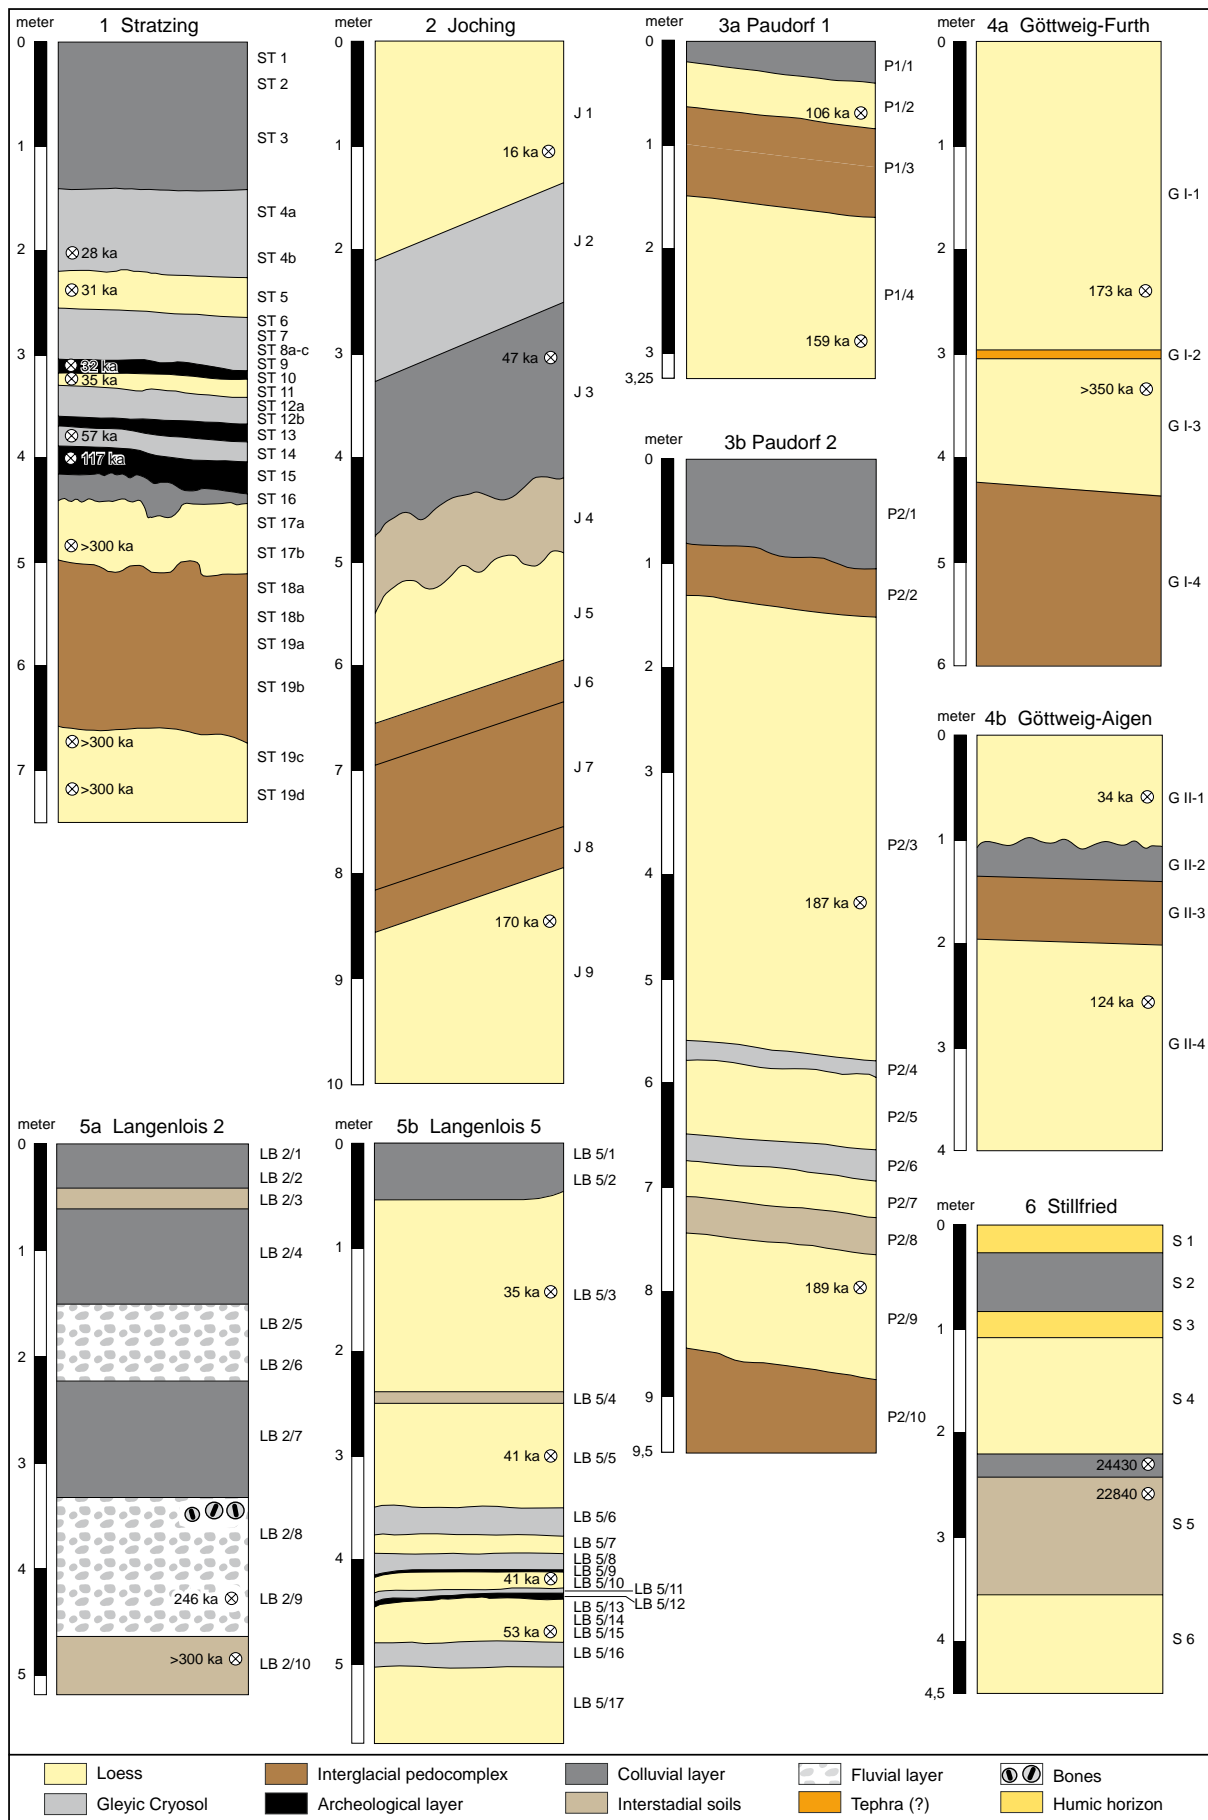 meter
1 Stratzing
0
1
2
3
4
5
6
7
28 ka
31 ka
32 ka
35 ka
57 ka
117 ka
>300 ka
>300 ka
>300 ka
ST 1
ST 2
ST 3
ST 4a
ST 4b
ST 5
ST 6
ST 7
ST 8a-c
ST 9
ST 10
ST 11
ST 12a
ST 12b
ST 13
ST 14
ST 15
ST 16
ST 17a
ST 17b
ST 18a
ST 18b
ST 19a
ST 19b
ST 19c
ST 19d
meter
2 Joching
0
1
2
3
4
5
6
7
8
9
10
16 ka
47 ka
170 ka
J 1
J 2
J 3
J 4
J 5
J 6
J 7
J 8
J 9
meter
3a Paudorf 1
0
1
2
3
3,25
106 ka
159 ka
P1/1
P1/2
P1/3
P1/4
meter
3b Paudorf 2
0
1
2
3
4
5
6
7
8
9
9,5
187 ka
189 ka
P2/1
P2/2
P2/3
P2/4
P2/5
P2/6
P2/7
P2/8
P2/9
P2/10
meter
4a Göttweig-Furth
0
1
2
3
4
5
6
173 ka
>350 ka
G I-1
G I-2
G I-3
G I-4
meter
4b Göttweig-Aigen
0
1
2
3
4
34 ka
124 ka
G II-1
G II-2
G II-3
G II-4
meter
5a Langenlois 2
0
1
2
3
4
5
246 ka
>300 ka
LB 2/1
LB 2/2
LB 2/3
LB 2/4
LB 2/5
LB 2/6
LB 2/7
LB 2/8
LB 2/9
LB 2/10
meter
5b Langenlois 5
0
1
2
3
4
5
35 ka
41 ka
41 ka
53 ka
LB 5/1
LB 5/2
LB 5/3
LB 5/4
LB 5/5
LB 5/6
LB 5/7
LB 5/8
LB 5/9
LB 5/10
LB 5/11
LB 5/12
LB 5/13
LB 5/14
LB 5/15
LB 5/16
LB 5/17
meter
6 Stillfried
0
1
2
3
4
4,5
24430
22840
S 1
S 2
S 3
S 4
S 5
S 6
Loess
Interglacial pedocomplex
Colluvial layer
Fluvial layer
Bones
Gleyic Cryosol
Archeological layer
Interstadial soils
Tephra (?)
Humic horizon